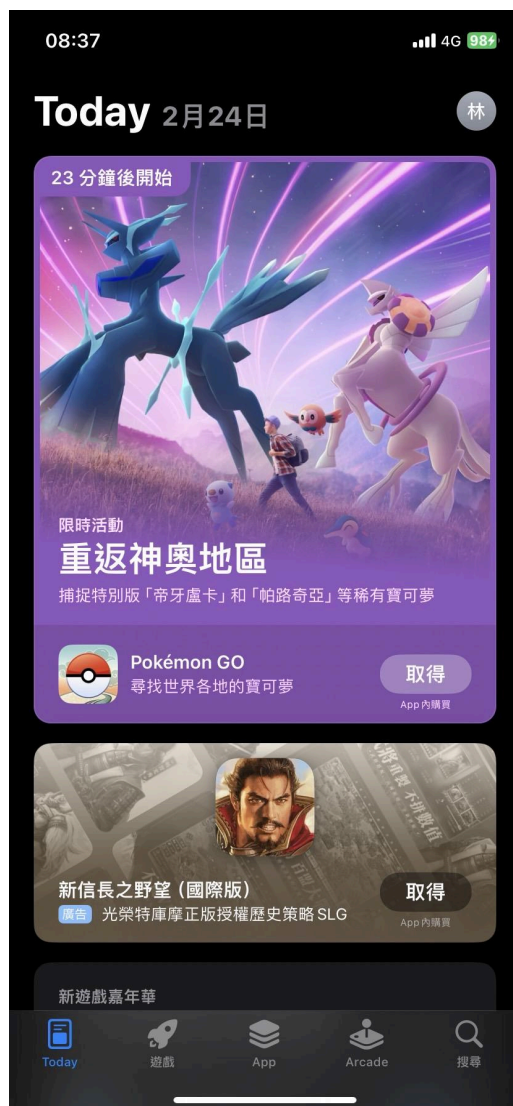 08:37
4G 98
Today 2月24日
林
23 分鐘後開始
限時活動
重返神奧地區
捕捉特別版「帝牙盧卡」和「帕路奇亞」等稀有寶可夢
Pokémon GO
尋找世界各地的寶可夢
取得
App 內購買
新信長之野望（國際版）
廣告 光榮特庫摩正版授權歷史策略 SLG
取得
App 內購買
新遊戲嘉年華
Today
遊戲
App
Arcade
搜尋